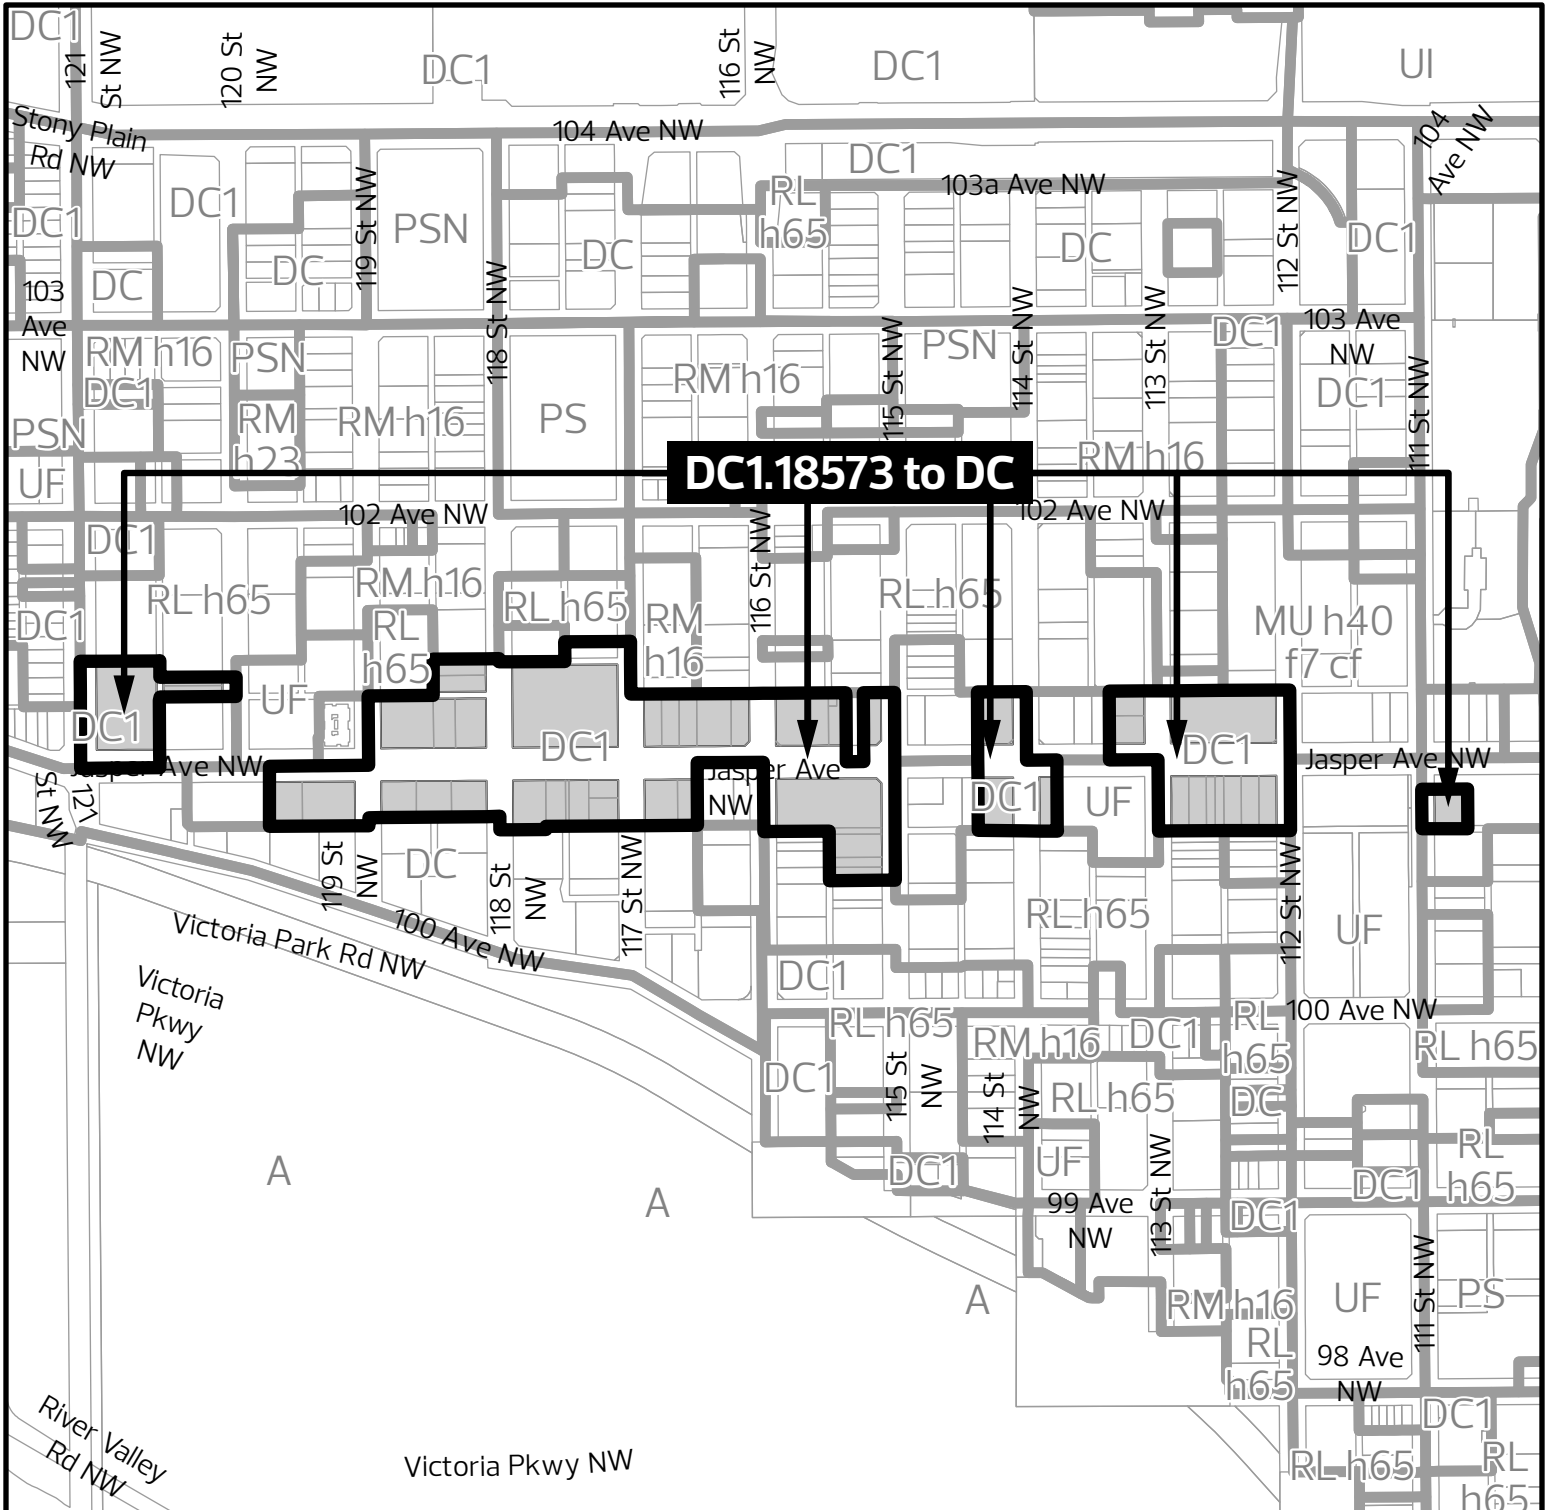 DC1
121
St NW
120 St
NW
DC1
116 St
NW
DC1
UI
Stony Plain
Rd NW
104 Ave NW
104
Ave NW
DC1
103a Ave NW
DC1
DC1
119 St NW
PSN
RL
h65
DC
DC
112 St NW
DC1
DC
DC
103
Ave
NW
118 St NW
115 St NW
114 St NW
113 St NW
DC1
103 Ave
NW
RM h16
PSN
PSN
RM h16
DC1
DC1
111 St NW
PSN
RM
h23
RM h16
PS
RM h16
UF
DC1.18573 to DC
102 Ave NW
102 Ave NW
DC1
116 St NW
RM h16
RL h65
RL h65
RL h65
DC1
RL
h65
RM
h16
MU h40
f7 cf
UF
DC1
DC1
DC1
Jasper Ave NW
Jasper Ave
NW
Jasper Ave NW
121
St NW
DC1
UF
119 St
NW
DC
118 St
NW
117 St NW
112 St NW
RL h65
UF
Victoria Park Rd NW
100 Ave NW
DC1
Victoria
Pkwy
NW
RL h65
RM h16
DC1
RL
h65
100 Ave NW
RL h65
DC1
115 St
NW
114 St
NW
RL h65
DC
A
A
DC1
UF
113 St NW
DC1
RL
h65
99 Ave
NW
DC1
A
RM h16
UF
111 St NW
PS
RL
h65
98 Ave
NW
River Valley
Rd NW
Victoria Pkwy NW
DC1
RL h65
RL
h65